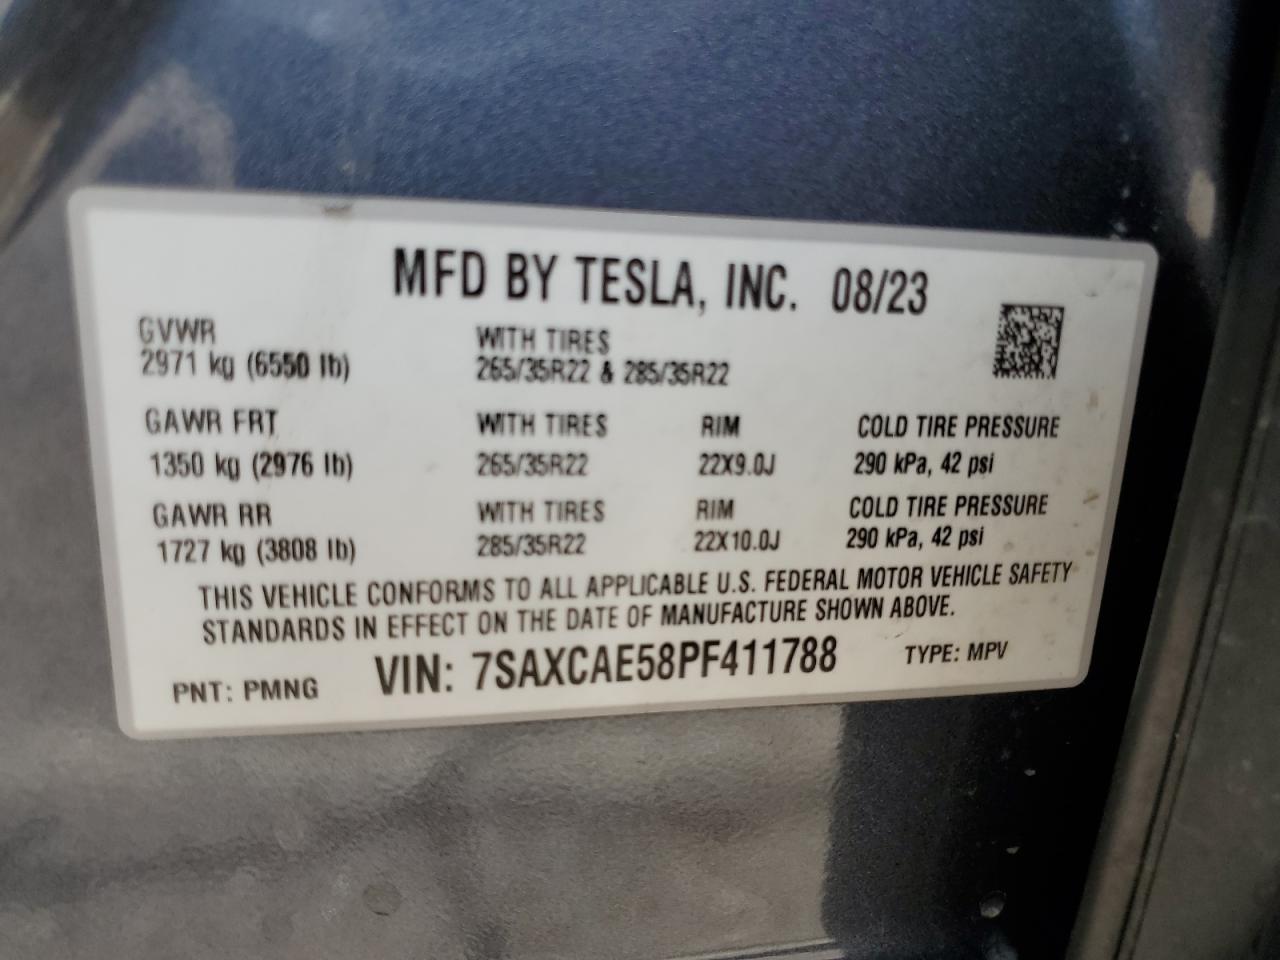 MFD BY TESLA, INC. 08/23
GVWR
2971 kg (6550 lb)
WITH TIRES
265/35R22 & 285/35R22
GAWR FRT WITH TIRES RIM COLD TIRE PRESSURE
1350 kg (2976 lb) 265/35R22 22X9.0J 290 kPa, 42 psi
GAWR RR WITH TIRES RIM COLD TIRE PRESSURE
1727 kg (3808 lb) 285/35R22 22X10.0J 290 kPa, 42 psi
THIS VEHICLE CONFORMS TO ALL APPLICABLE U.S. FEDERAL MOTOR VEHICLE SAFETY
STANDARDS IN EFFECT ON THE DATE OF MANUFACTURE SHOWN ABOVE.
PNT: PMNG VIN: 7SAXCAE58PF411788 TYPE: MPV